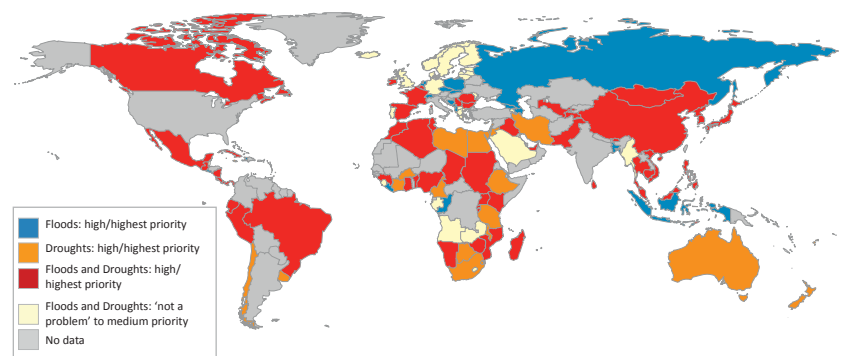 Floods: high/highest priority
Droughts: high/highest priority
Floods and Droughts: high/
highest priority
Floods and Droughts: ‘not a
problem’ to medium priority
No data